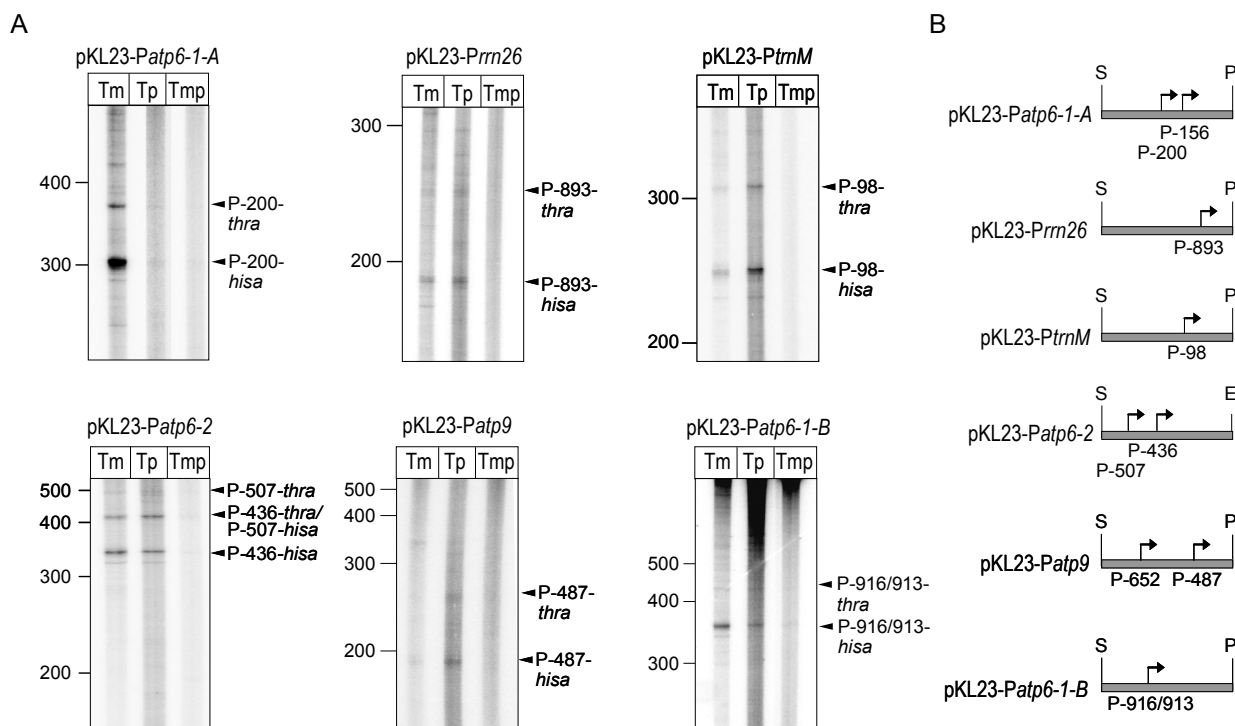 A
pKL23-Patp6-1-A
Tm Tp Tmp
400
300
P-200-
thra
P-200-
hisa
pKL23-Prrn26
Tm Tp Tmp
300
200
P-893-
thra
P-893-
hisa
pKL23-PtrnM
Tm Tp Tmp
300
200
P-98-
thra
P-98-
hisa
pKL23-Patp6-2
Tm Tp Tmp
500
400
300
200
P-507-thra
P-436-thra/
P-507-hisa
P-436-hisa
pKL23-Patp9
Tm Tp Tmp
500
400
300
200
P-487-
thra
P-487-
hisa
pKL23-Patp6-1-B
Tm Tp Tmp
500
400
300
P-916/913-
thra
P-916/913-
hisa
B
S P
pKL23-Patp6-1-A
P-156
P-200
S P
pKL23-Prrn26
P-893
S P
pKL23-PtrnM
P-98
S E
pKL23-Patp6-2
P-436
P-507
S P
pKL23-Patp9
P-652 P-487
S P
pKL23-Patp6-1-B
P-916/913